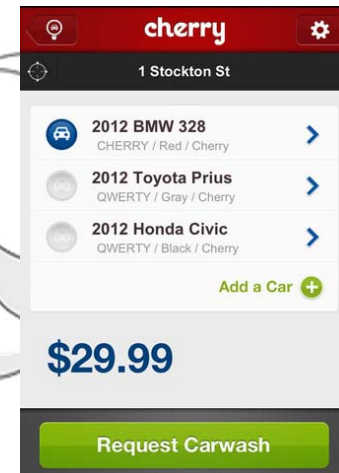 cherry
1 Stockton St
2012 BMW 328
CHERRY / Red / Cherry
2012 Toyota Prius
QWERTY / Gray / Cherry
2012 Honda Civic
QWERTY / Black / Cherry
Add a Car
$29.99
Request Carwash